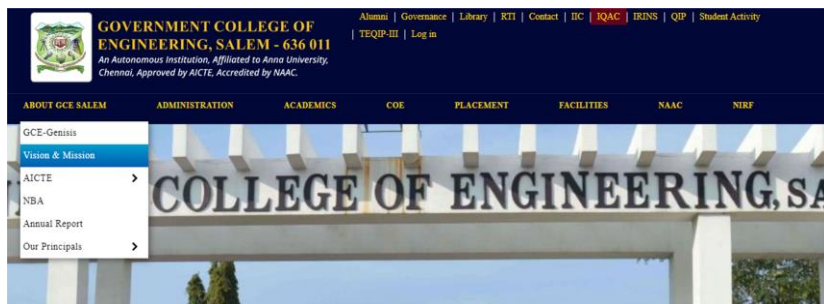 GOVERNMENT COLLEGE OF
ENGINEERING, SALEM - 636 011
An Autonomous Institution, Affiliated to Anna University,
Chennai, Approved by AICTE, Accredited by NAAC.
Alumni | Governance | Library | RTI | Contact | IIC | IQAC | IRINS | QIP | Student Activity
| TEQIP-III | Log in
ABOUT GCE SALEM ADMINISTRATION ACADEMICS COE PLACEMENT FACILITIES NAAC NIRF
GCE-Genisis
Vision & Mission
AICTE
NBA
Annual Report
Our Principals
COLLEGE OF ENGINEERING, SA